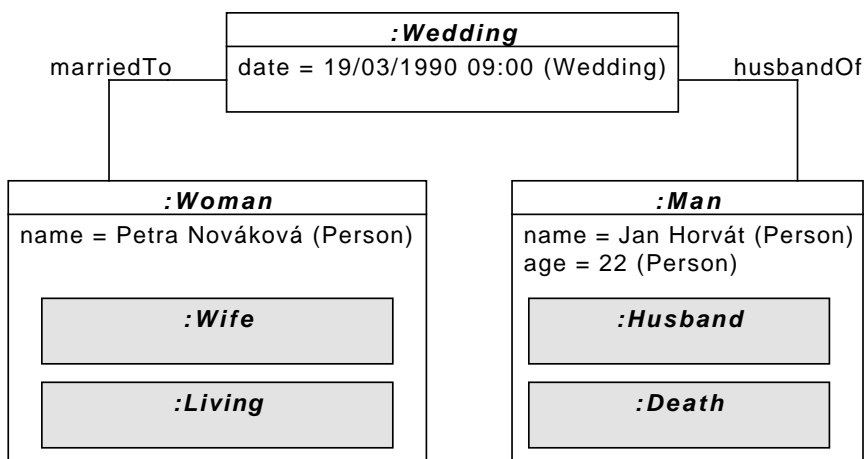 :Wedding
marriedTo
date = 19/03/1990 09:00 (Wedding)
husbandOf
:Woman
name = Petra Nováková (Person)
:Wife
:Living
:Man
name = Jan Horvát (Person)
age = 22 (Person)
:Husband
:Death